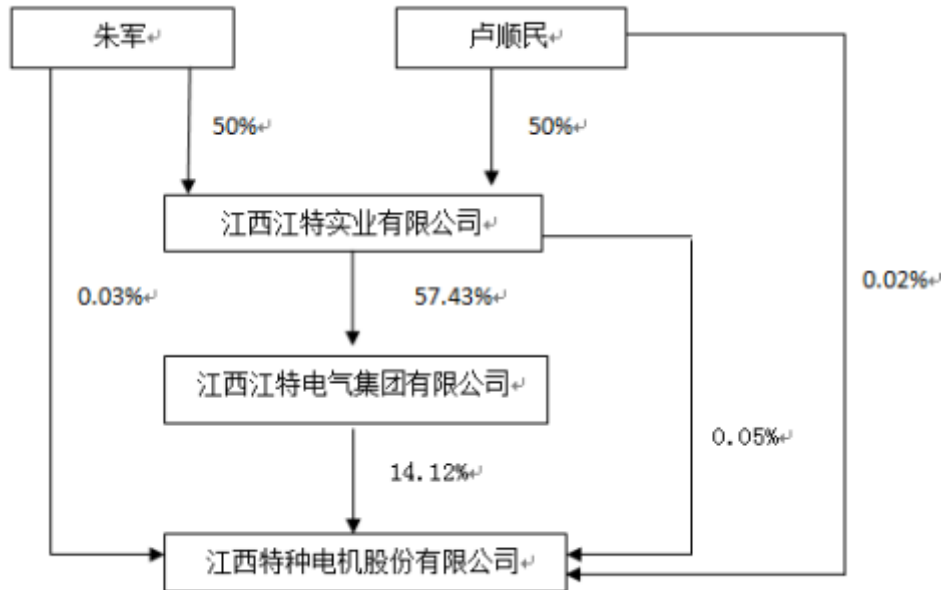 朱军
卢顺民
50%
50%
江西江特实业有限公司
0.03%
57.43%
0.02%
江西江特电气集团有限公司
0.05%
14.12%
江西特种电机股份有限公司